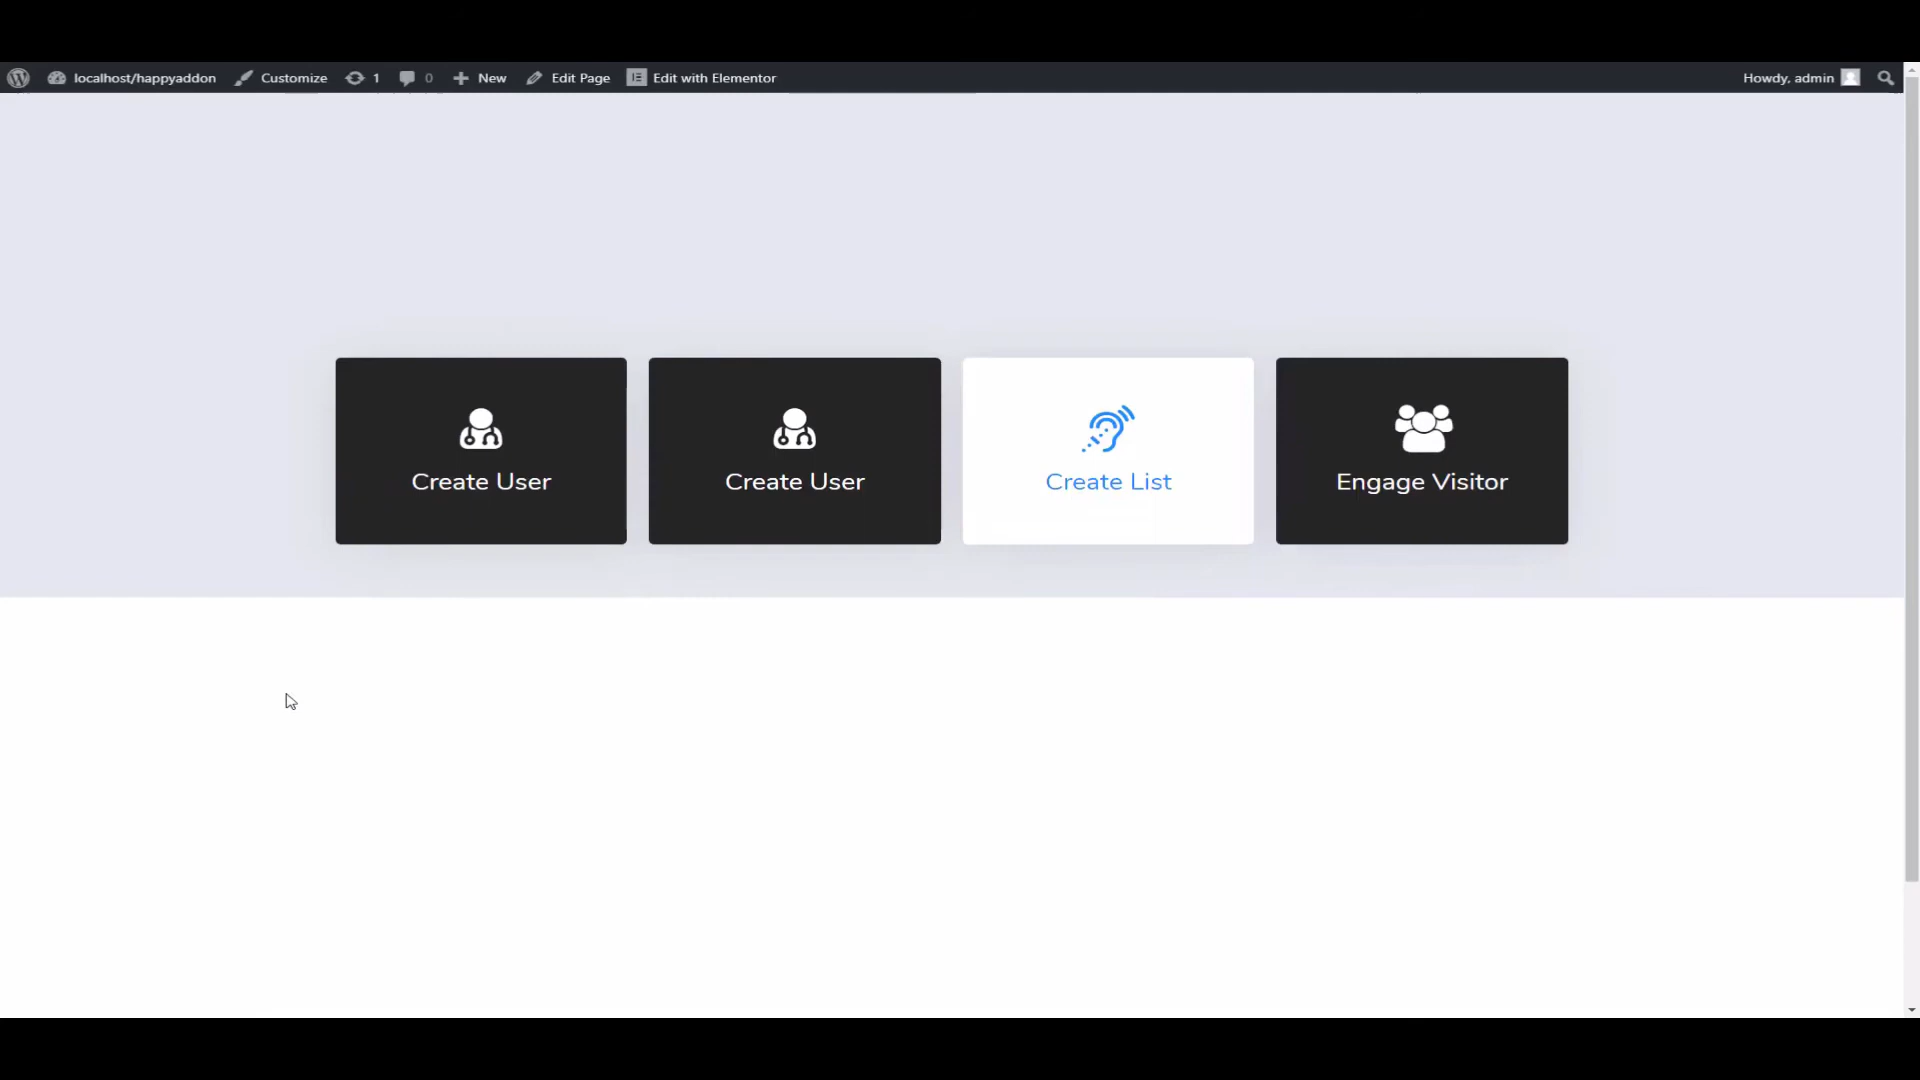 localhost/happyaddon Customize 1 0 New Edit Page Edit with Elementor Howdy, admin
Create User Create User Create List Engage Visitor